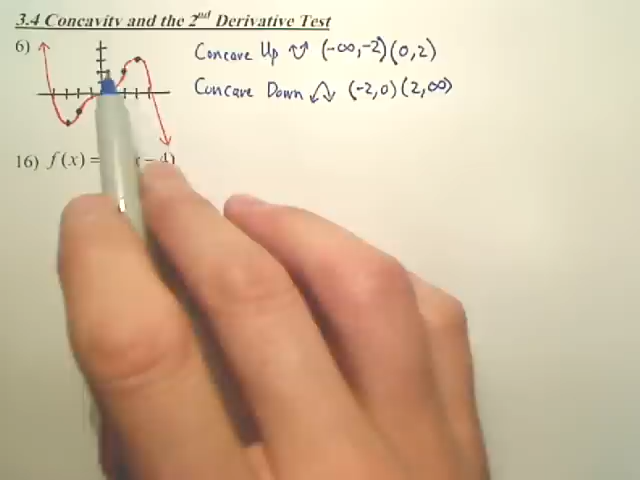 3.4 Concavity and the 2nd Derivative Test
6)
Concave Up (-∞,-2)(0,2)
Concave Down (-2,0)(2,∞)
16) f(x) = - 4)